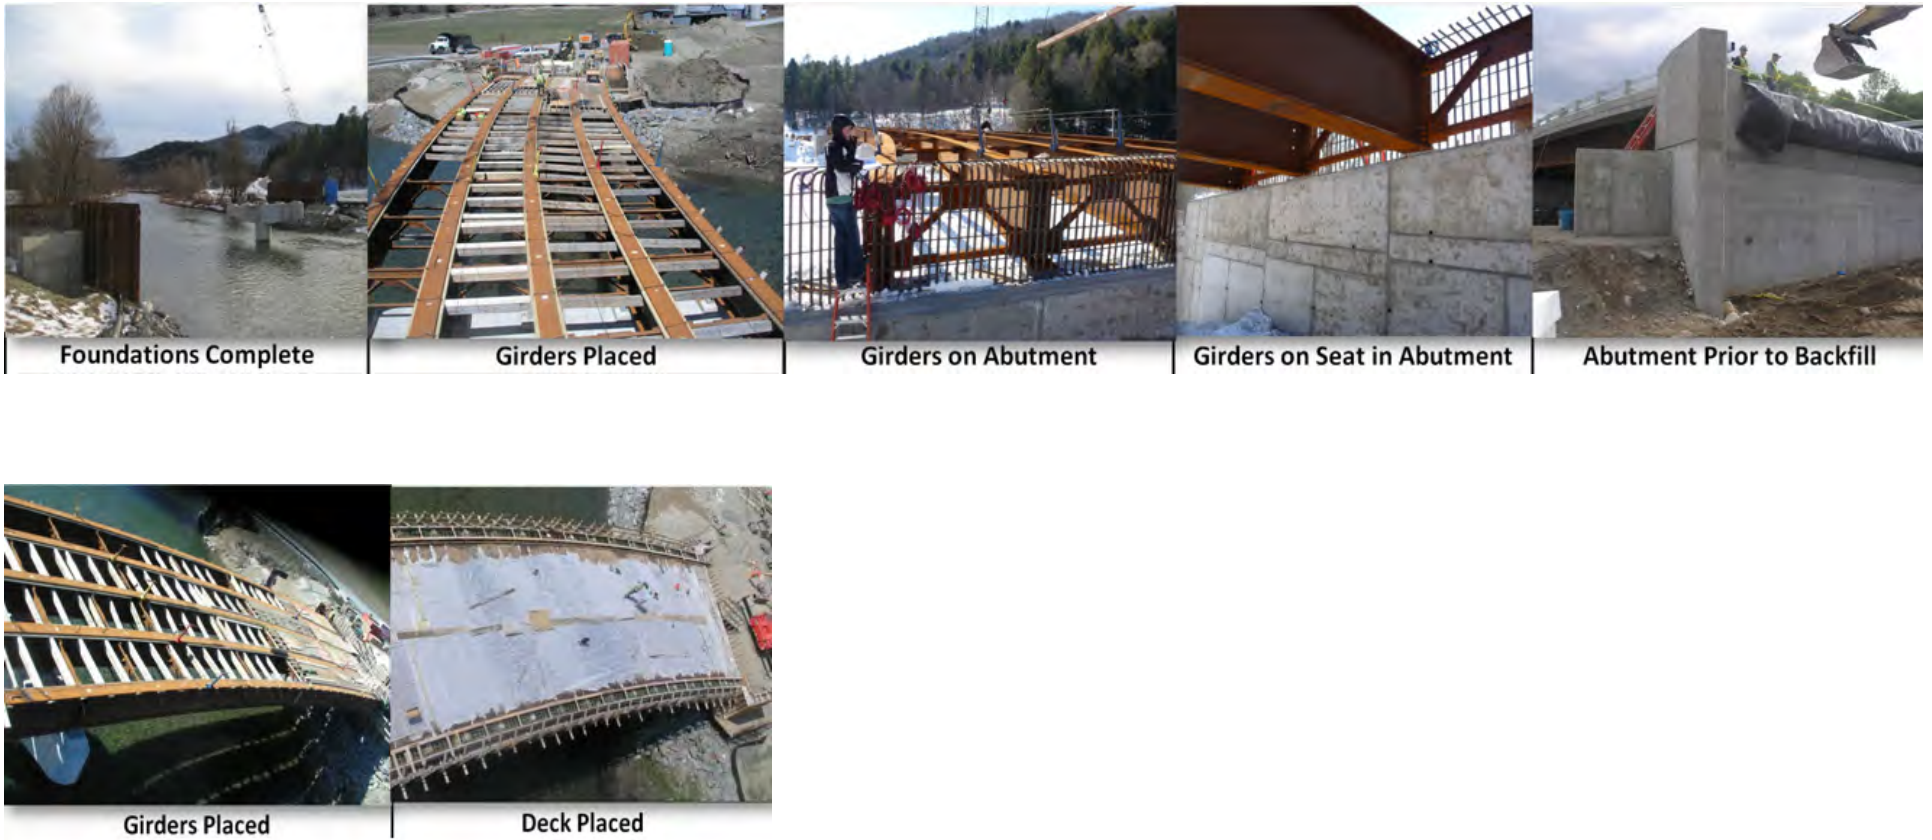 Foundations Complete
Girders Placed
Girders on Abutment
Girders on Seat in Abutment
Abutment Prior to Backfill
Girders Placed
Deck Placed